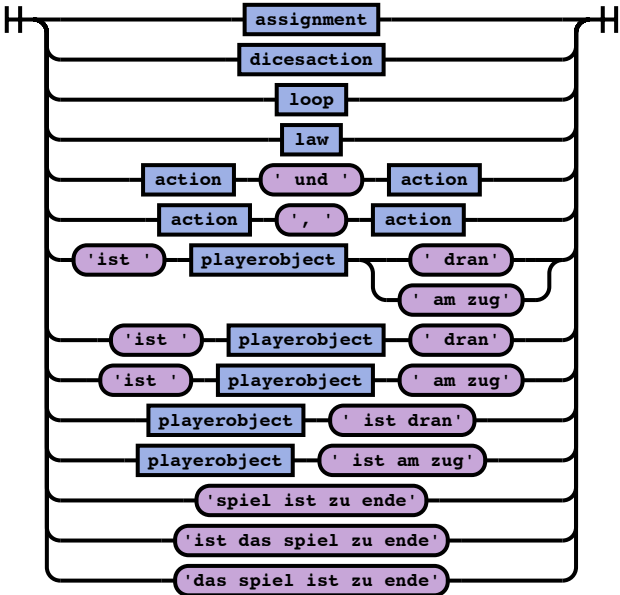 assignment
dicesaction
loop
law
action ' und ' action
action ', ' action
'ist ' playerobject ' dran'
' am zug'
'ist ' playerobject ' dran'
'ist ' playerobject ' am zug'
playerobject ' ist dran'
playerobject ' ist am zug'
'spiel ist zu ende'
'ist das spiel zu ende'
'das spiel ist zu ende'